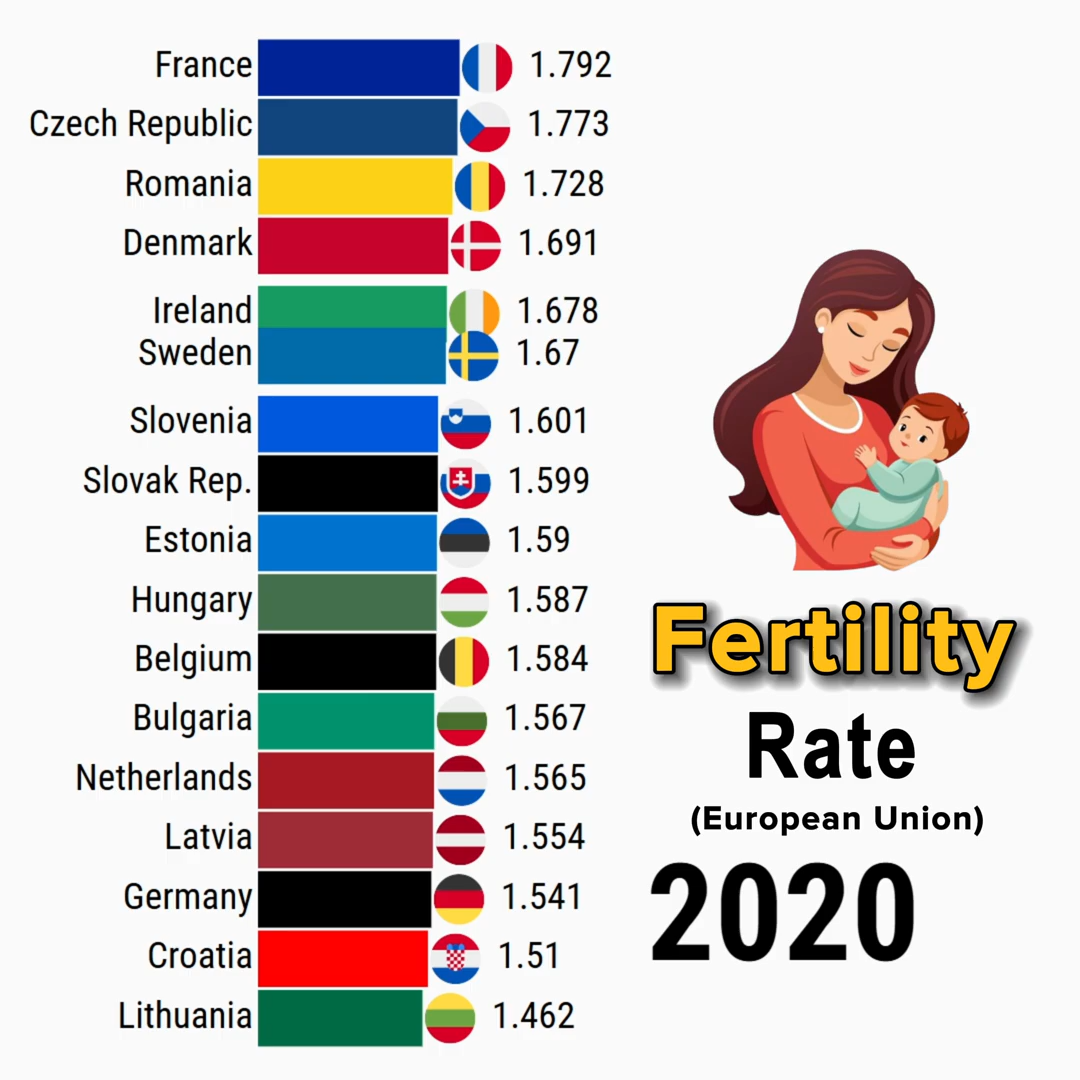 France 1.792
Czech Republic 1.773
Romania 1.728
Denmark 1.691
Ireland 1.678
Sweden 1.67
Slovenia 1.601
Slovak Rep. 1.599
Estonia 1.59
Hungary 1.587
Belgium 1.584
Bulgaria 1.567
Netherlands 1.565
Latvia 1.554
Germany 1.541
Croatia 1.51
Lithuania 1.462
Fertility
Rate
(European Union)
2020